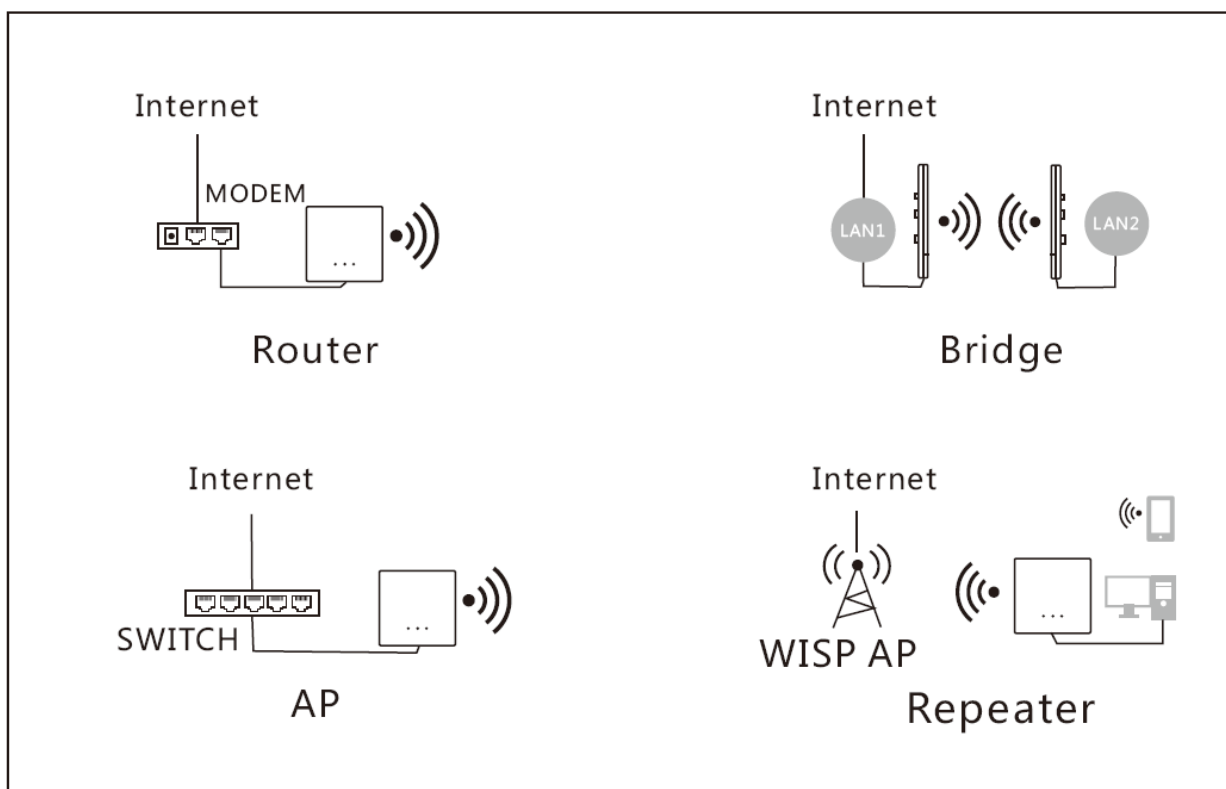 Internet
MODEM
Router
Internet
LAN1
LAN2
Bridge
Internet
SWITCH
AP
Internet
WISP AP
Repeater